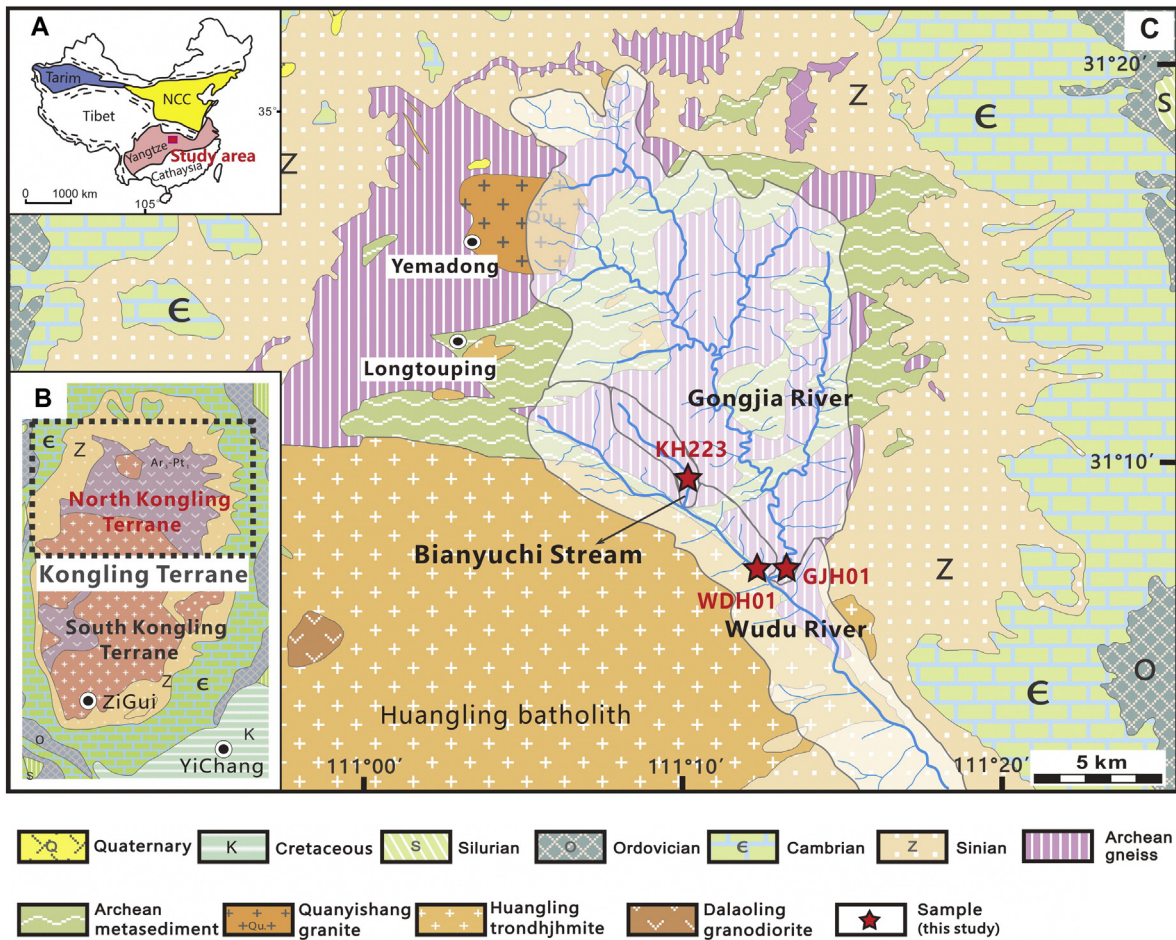 A
Tarim
NCC
Tibet
Yangtze
Study area
Cathaysia
0 1000 km
105°
35°
C
31°20′
31°10′
111°00′
111°10′
111°20′
Z
Z
Є
S
Є
Qu.
Yemadong
Longtouping
Gongjia River
KH223
Bianyuchi Stream
GJH01
WDH01
Wudu River
Z
O
Є
Huangling batholith
5 km
B
Є
Z
Ar₃-Pt₁
North Kongling
Terrane
Kongling Terrane
South Kongling
Terrane
Z
Є
ZiGui
O
K
YiChang
S
Q Quaternary
K Cretaceous
S Silurian
O Ordovician
Є Cambrian
Z Sinian
Archean
gneiss
Archean
metasediment
Qu. Quanyishang
granite
Huangling
trondhjhmite
Dalaoling
granodiorite
Sample
(this study)